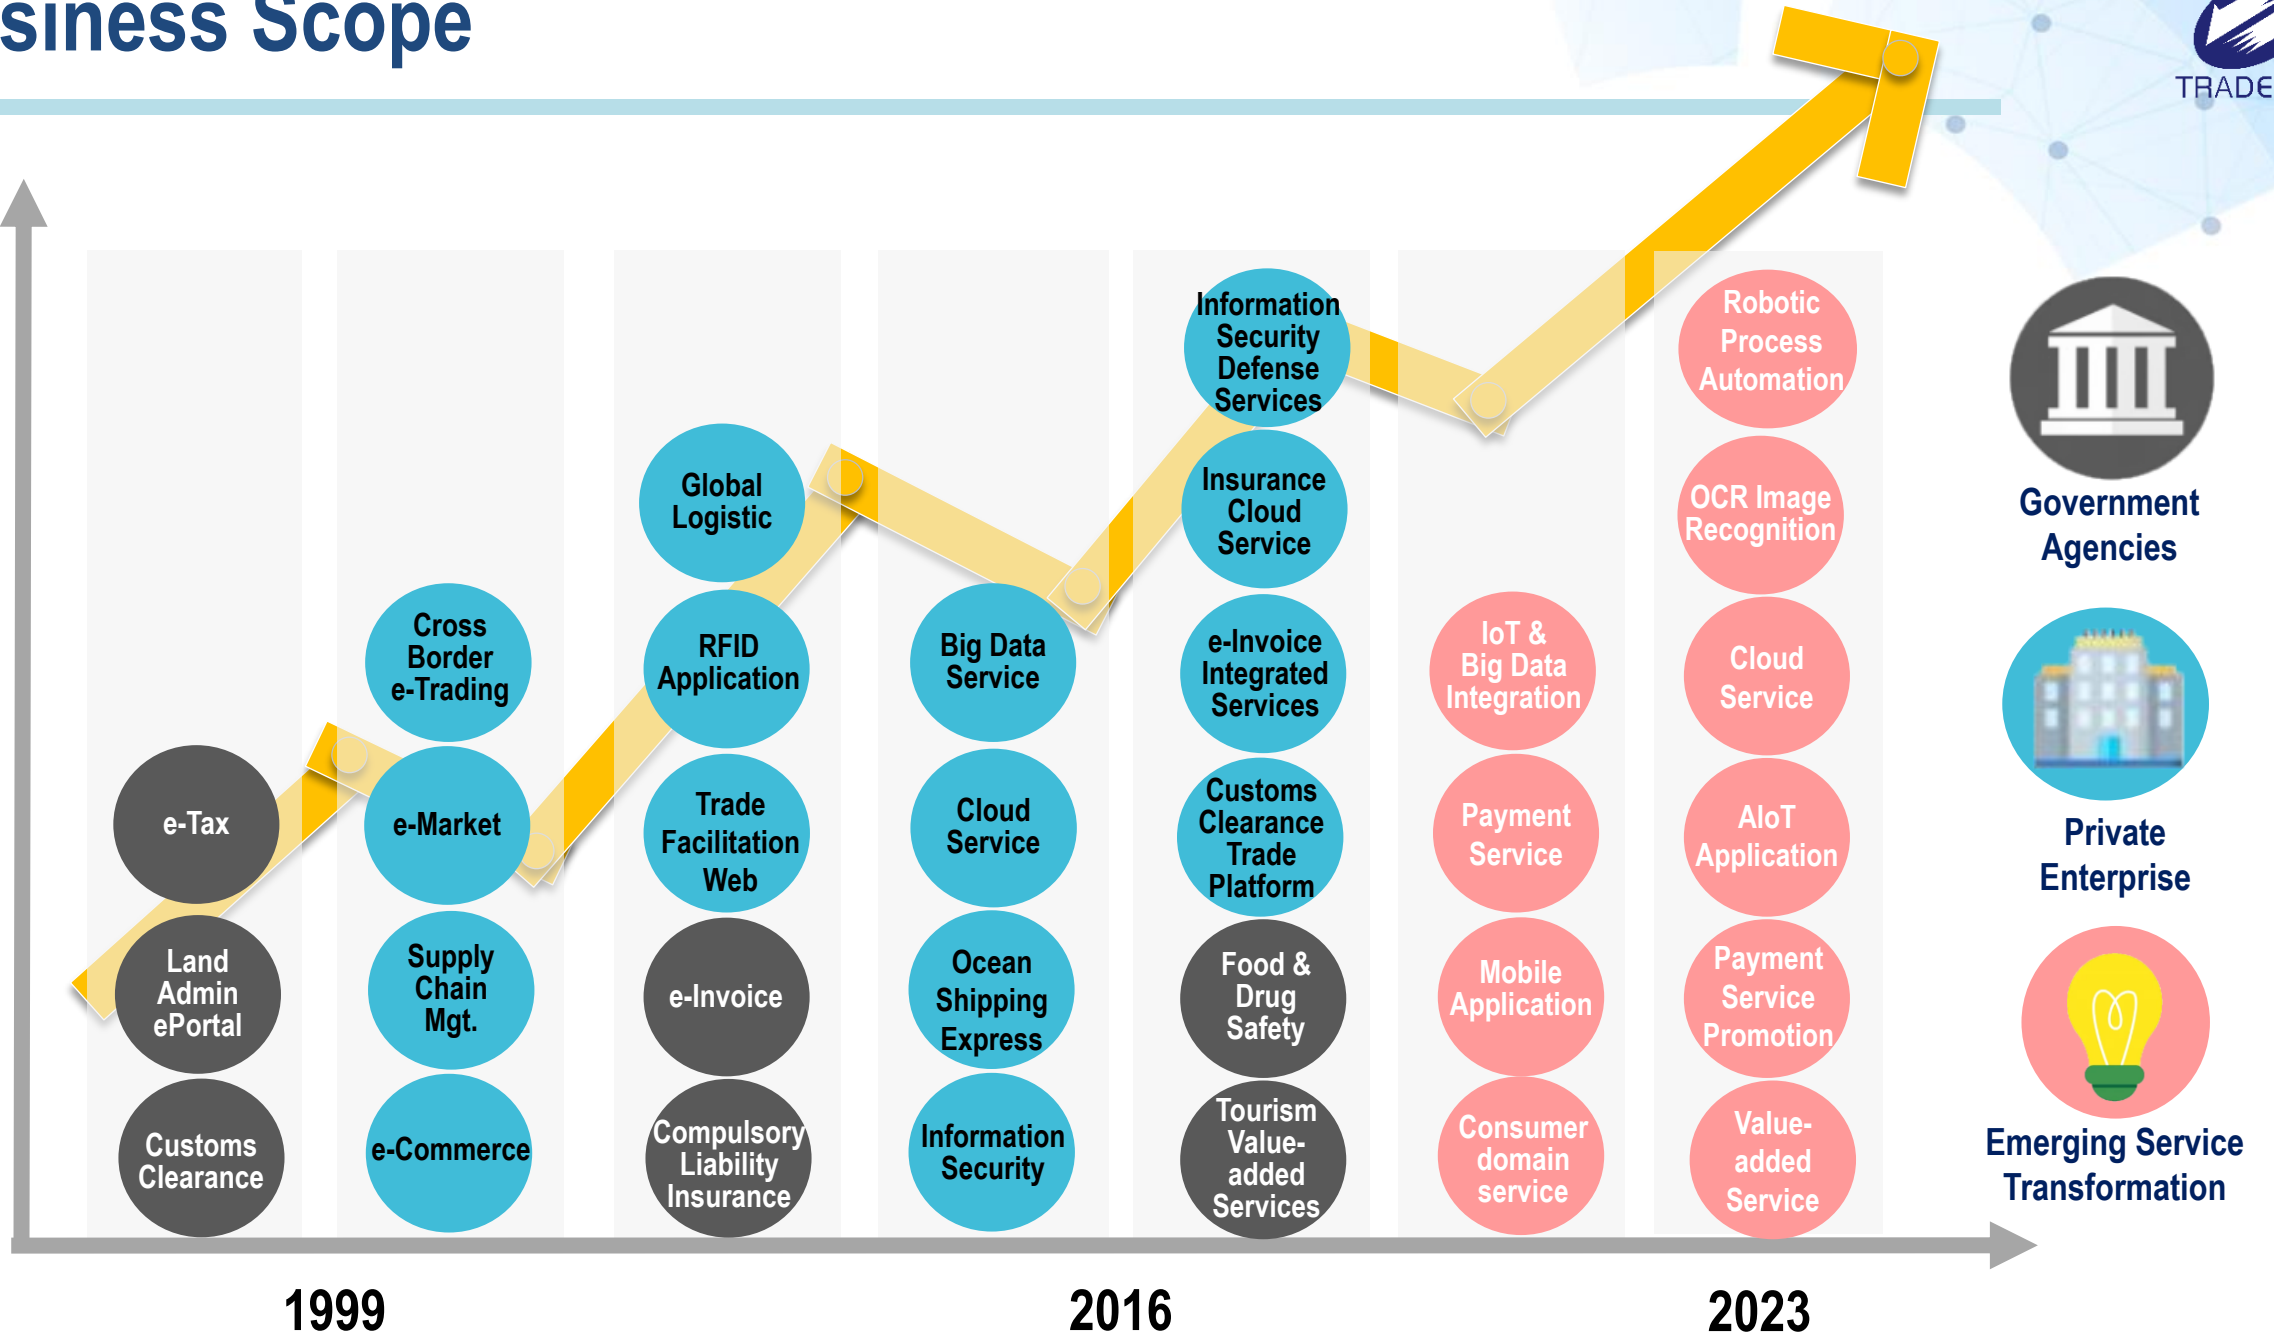 siness Scope
TRADE
e-Tax
Land
Admin
ePortal
Customs
Clearance
Cross
Border
e-Trading
e-Market
Supply
Chain
Mgt.
e-Commerce
Global
Logistic
RFID
Application
Trade
Facilitation
Web
e-Invoice
Compulsory
Liability
Insurance
Big Data
Service
Cloud
Service
Ocean
Shipping
Express
Information
Security
Information
Security
Defense
Services
Insurance
Cloud
Service
e-Invoice
Integrated
Services
Customs
Clearance
Trade
Platform
Food &
Drug
Safety
Tourism
Value-
added
Services
IoT &
Big Data
Integration
Payment
Service
Mobile
Application
Consumer
domain
service
Robotic
Process
Automation
OCR Image
Recognition
Cloud
Service
AIoT
Application
Payment
Service
Promotion
Value-
added
Service
Government
Agencies
Private
Enterprise
Emerging Service
Transformation
1999
2016
2023